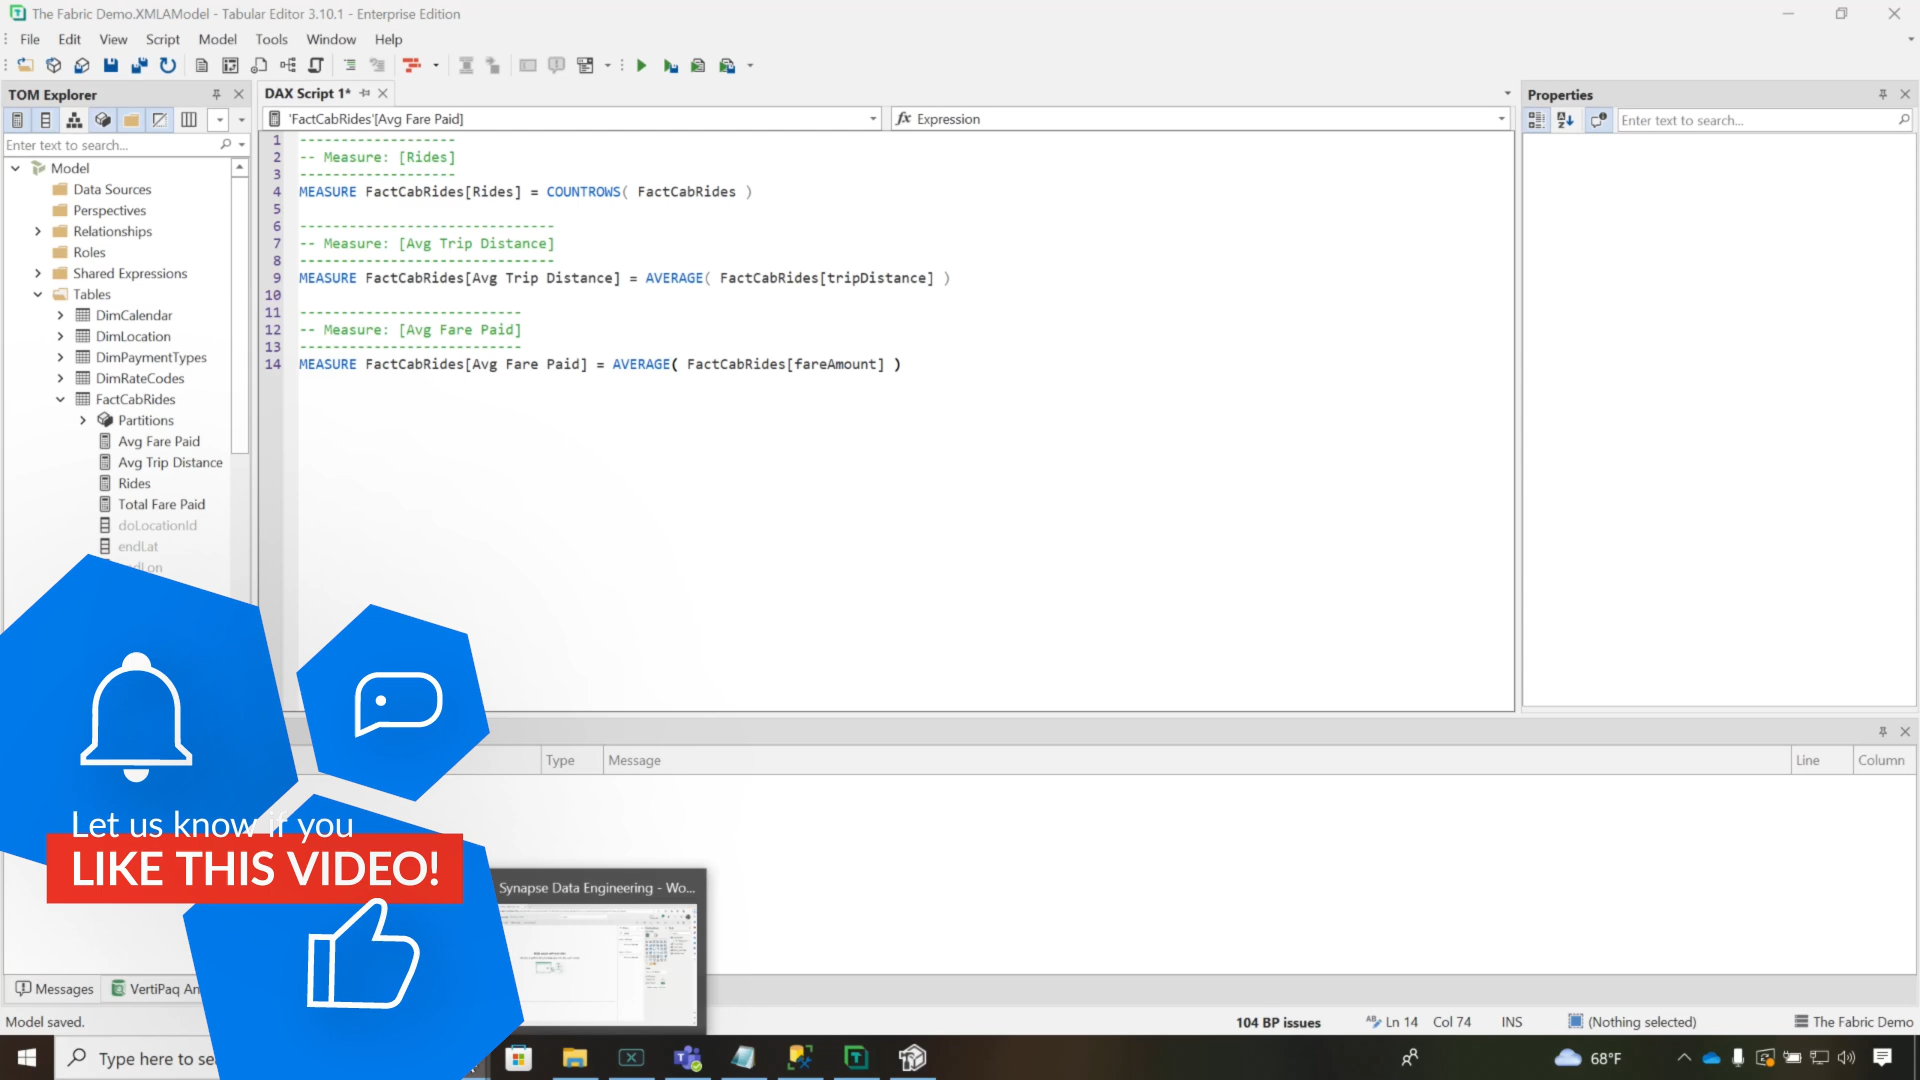 The Fabric Demo.XMLAModel - Tabular Editor 3.10.1 - Enterprise Edition
File Edit View Script Model Tools Window Help
TOM Explorer
DAX Script 1*
Properties
'FactCabRides'[Avg Fare Paid]
fx Expression
Enter text to search...
Enter text to search...
Model
Data Sources
Perspectives
Relationships
Roles
Shared Expressions
Tables
DimCalendar
DimLocation
DimPaymentTypes
DimRateCodes
FactCabRides
Partitions
Avg Fare Paid
Avg Trip Distance
Rides
Total Fare Paid
doLocationId
endLat
1 -------------------
2 -- Measure: [Rides]
3 -------------------
4 MEASURE FactCabRides[Rides] = COUNTROWS( FactCabRides )
5
6 -------------------------------
7 -- Measure: [Avg Trip Distance]
8 -------------------------------
9 MEASURE FactCabRides[Avg Trip Distance] = AVERAGE( FactCabRides[tripDistance] )
10
11 ---------------------------
12 -- Measure: [Avg Fare Paid]
13 ---------------------------
14 MEASURE FactCabRides[Avg Fare Paid] = AVERAGE( FactCabRides[fareAmount] )
Type Message Line Column
Let us know if you
LIKE THIS VIDEO!
Synapse Data Engineering - Wo...
Messages VertiPaq An
Model saved.
104 BP issues Ln 14 Col 74 INS (Nothing selected) The Fabric Demo
Type here to se
68°F